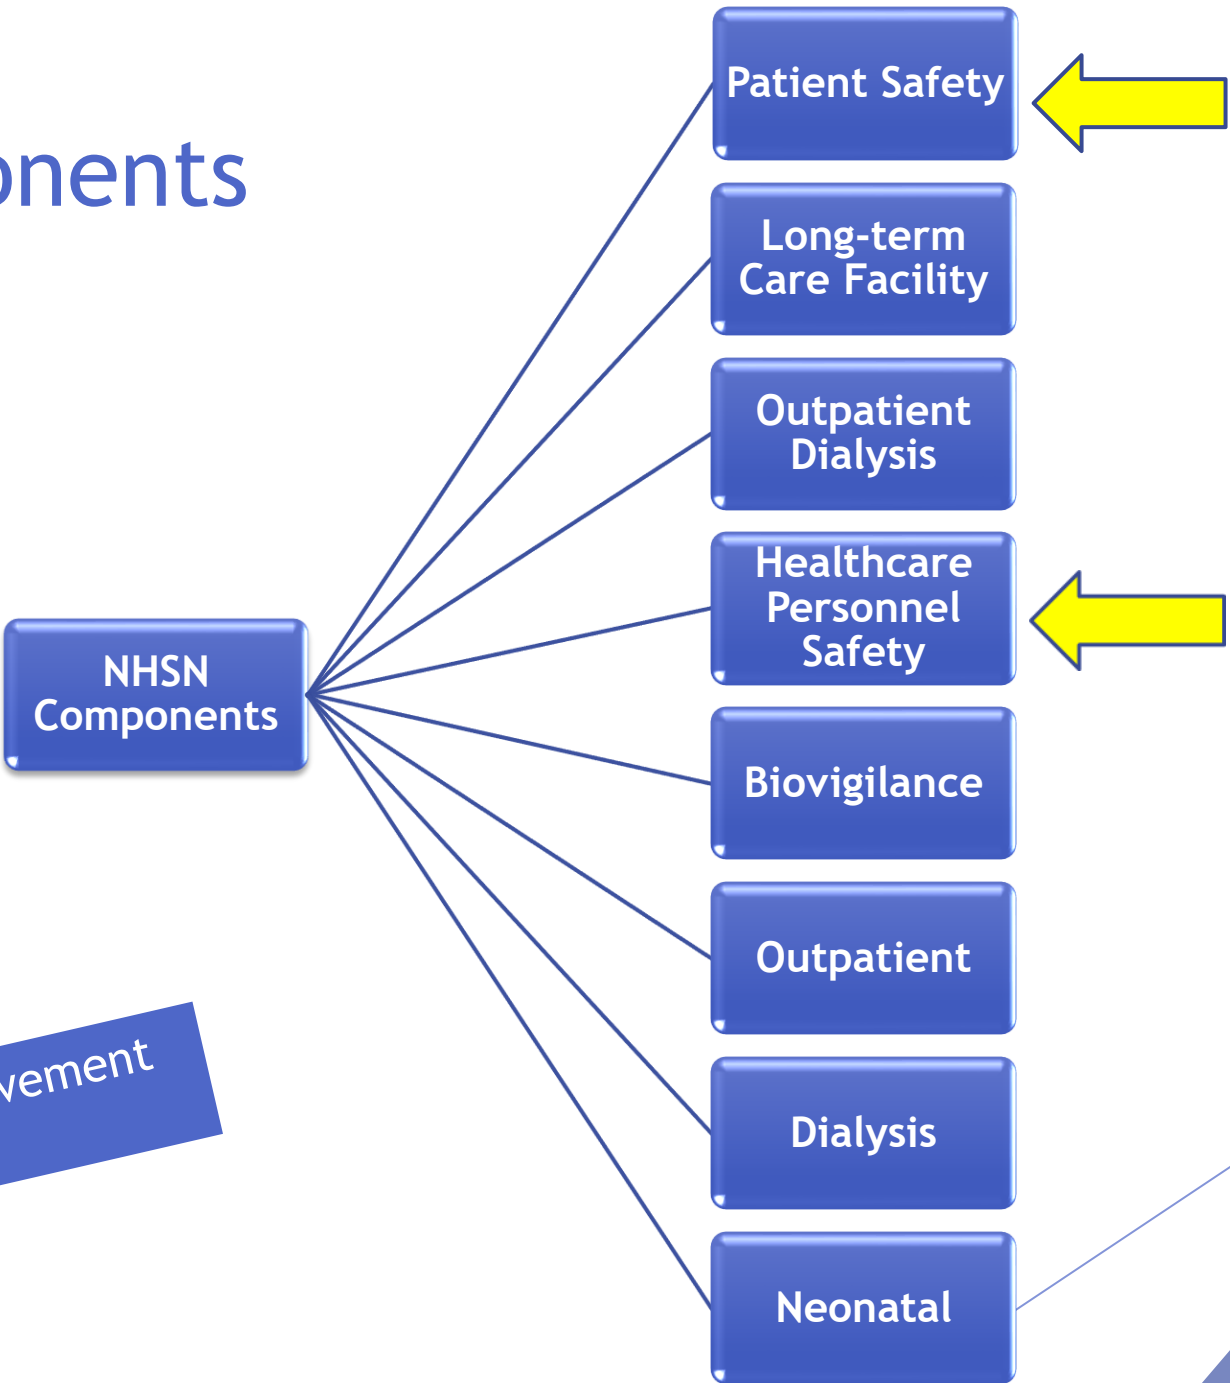 onents
Patient Safety
Long-term
Care Facility
Outpatient
Dialysis
Healthcare
Personnel
Safety
NHSN
Components
Biovigilance
Outpatient
Dialysis
Neonatal
vement